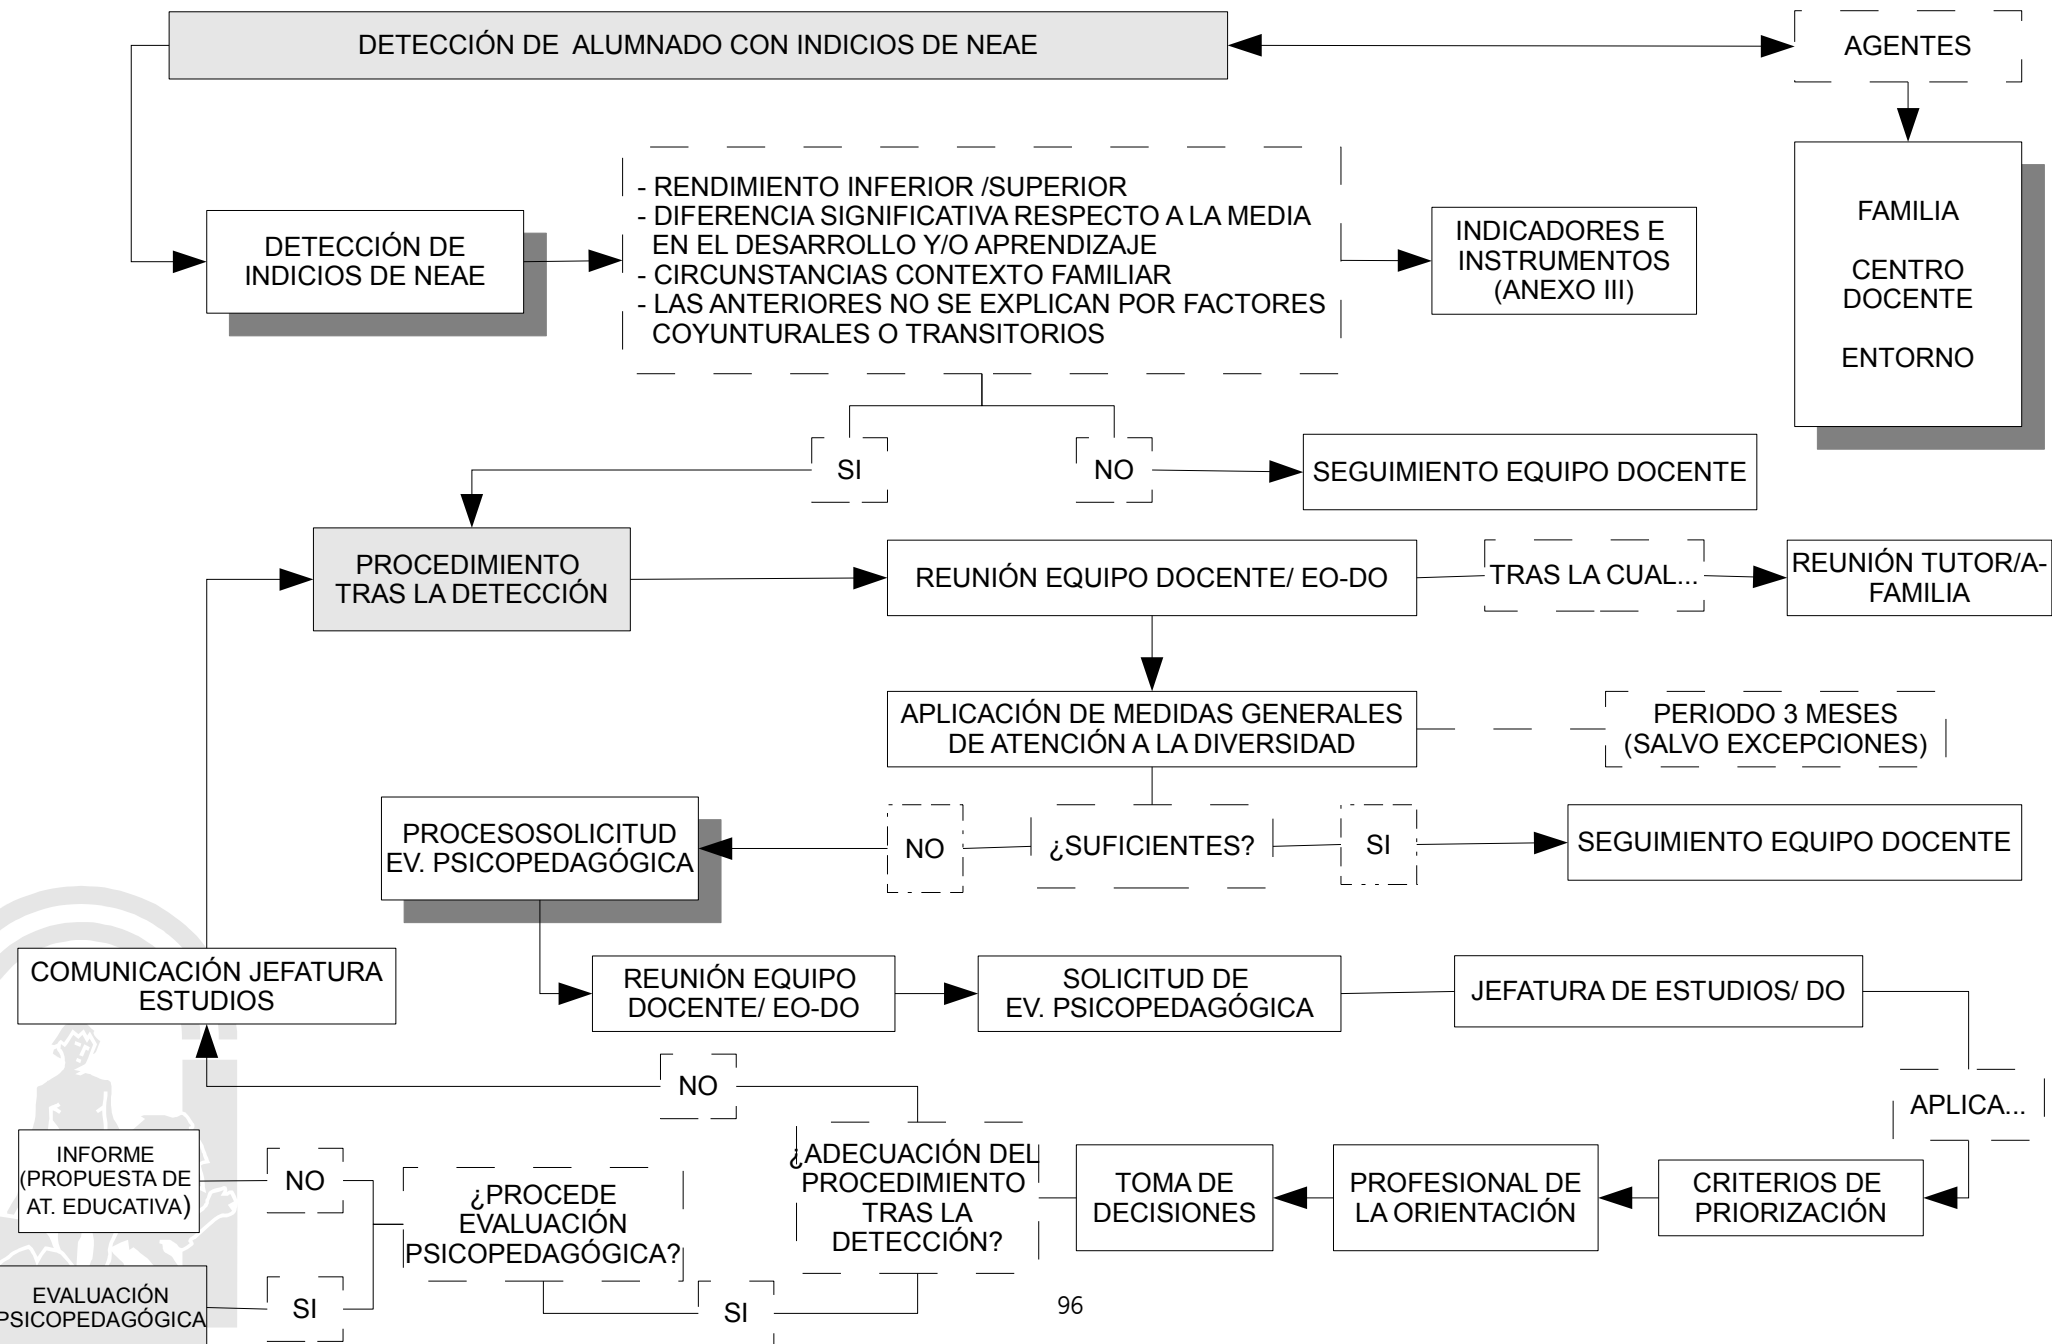 DETECCIÓN DE ALUMNADO CON INDICIOS DE NEAE
AGENTES
FAMILIA
CENTRO
DOCENTE
ENTORNO
DETECCIÓN DE
INDICIOS DE NEAE
- RENDIMIENTO INFERIOR /SUPERIOR
- DIFERENCIA SIGNIFICATIVA RESPECTO A LA MEDIA
EN EL DESARROLLO Y/O APRENDIZAJE
- CIRCUNSTANCIAS CONTEXTO FAMILIAR
- LAS ANTERIORES NO SE EXPLICAN POR FACTORES
COYUNTURALES O TRANSITORIOS
INDICADORES E
INSTRUMENTOS
(ANEXO III)
SI
NO
SEGUIMIENTO EQUIPO DOCENTE
PROCEDIMIENTO
TRAS LA DETECCIÓN
REUNIÓN EQUIPO DOCENTE/ EO-DO
TRAS LA CUAL...
REUNIÓN TUTOR/A-
FAMILIA
APLICACIÓN DE MEDIDAS GENERALES
DE ATENCIÓN A LA DIVERSIDAD
PERIODO 3 MESES
(SALVO EXCEPCIONES)
PROCESOSOLICITUD
EV. PSICOPEDAGÓGICA
NO
¿SUFICIENTES?
SI
SEGUIMIENTO EQUIPO DOCENTE
COMUNICACIÓN JEFATURA
ESTUDIOS
REUNIÓN EQUIPO
DOCENTE/ EO-DO
SOLICITUD DE
EV. PSICOPEDAGÓGICA
JEFATURA DE ESTUDIOS/ DO
NO
APLICA...
INFORME
(PROPUESTA DE
AT. EDUCATIVA)
NO
¿PROCEDE
EVALUACIÓN
PSICOPEDAGÓGICA?
¿ADECUACIÓN DEL
PROCEDIMIENTO
TRAS LA
DETECCIÓN?
TOMA DE
DECISIONES
PROFESIONAL DE
LA ORIENTACIÓN
CRITERIOS DE
PRIORIZACIÓN
EVALUACIÓN
PSICOPEDAGÓGICA
SI
SI
96